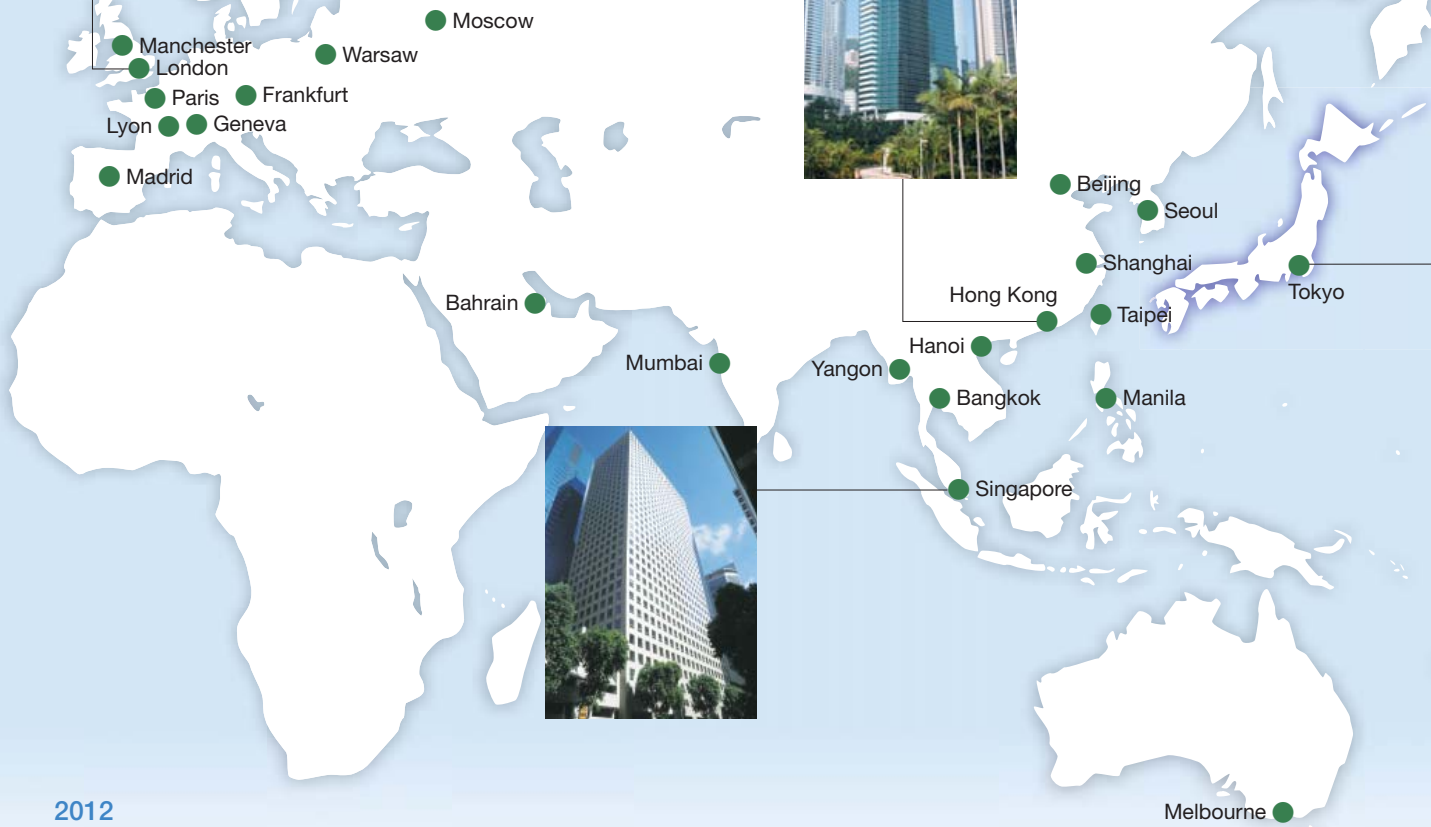 Moscow
Manchester
Warsaw
London
Paris
Frankfurt
Lyon
Geneva
Madrid
Beijing
Seoul
Shanghai
Tokyo
Hong Kong
Bahrain
Taipei
Hanoi
Mumbai
Yangon
Bangkok
Manila
Singapore
2012
Melbourne